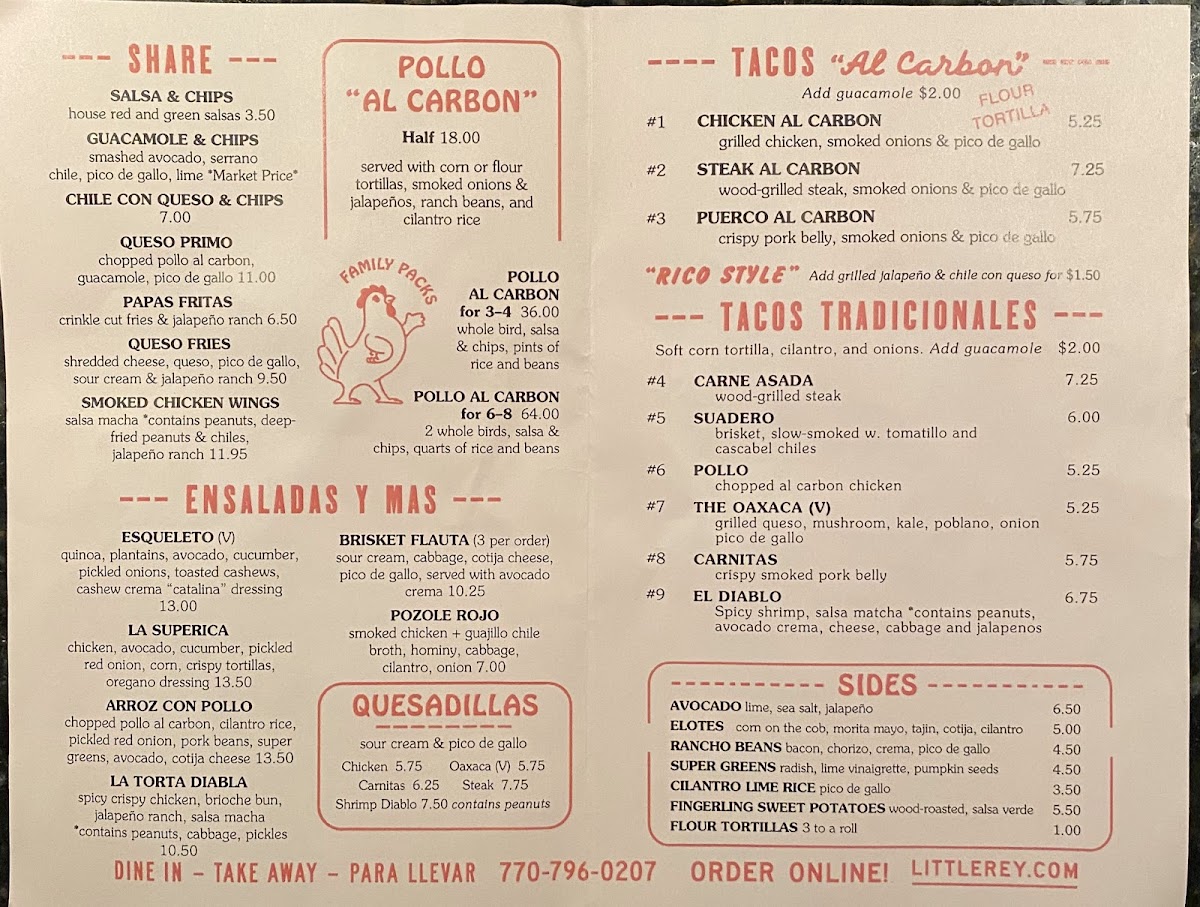 --- SHARE ---
SALSA & CHIPS
house red and green salsas 3.50
GUACAMOLE & CHIPS
smashed avocado, serrano
chile, pico de gallo, lime *Market Price*
CHILE CON QUESO & CHIPS
7.00
QUESO PRIMO
chopped pollo al carbon,
guacamole, pico de gallo 11.00
PAPAS FRITAS
crinkle cut fries & jalapeño ranch 6.50
QUESO FRIES
shredded cheese, queso, pico de gallo,
sour cream & jalapeño ranch 9.50
SMOKED CHICKEN WINGS
salsa macha *contains peanuts, deep-
fried peanuts & chiles,
jalapeño ranch 11.95
POLLO
"AL CARBON"
Half 18.00
served with corn or flour
tortillas, smoked onions &
jalapeños, ranch beans, and
cilantro rice
FAMILY PACKS
POLLO
AL CARBON
for 3–4 36.00
whole bird, salsa
& chips, pints of
rice and beans
POLLO AL CARBON
for 6–8 64.00
2 whole birds, salsa &
chips, quarts of rice and beans
--- ENSALADAS Y MAS ---
ESQUELETO (V)
quinoa, plantains, avocado, cucumber,
pickled onions, toasted cashews,
cashew crema "catalina" dressing
13.00
LA SUPERICA
chicken, avocado, cucumber, pickled
red onion, corn, crispy tortillas,
oregano dressing 13.50
ARROZ CON POLLO
chopped pollo al carbon, cilantro rice,
pickled red onion, pork beans, super
greens, avocado, cotija cheese 13.50
LA TORTA DIABLA
spicy crispy chicken, brioche bun,
jalapeño ranch, salsa macha
*contains peanuts, cabbage, pickles
10.50
BRISKET FLAUTA (3 per order)
sour cream, cabbage, cotija cheese,
pico de gallo, served with avocado
crema 10.25
POZOLE ROJO
smoked chicken + guajillo chile
broth, hominy, cabbage,
cilantro, onion 7.00
QUESADILLAS
sour cream & pico de gallo
Chicken 5.75 Oaxaca (V) 5.75
Carnitas 6.25 Steak 7.75
Shrimp Diablo 7.50 contains peanuts
---- TACOS "Al Carbon"
Add guacamole $2.00
FLOUR
TORTILLA
#1 CHICKEN AL CARBON 5.25
grilled chicken, smoked onions & pico de gallo
#2 STEAK AL CARBON 7.25
wood-grilled steak, smoked onions & pico de gallo
#3 PUERCO AL CARBON 5.75
crispy pork belly, smoked onions & pico de gallo
"RICO STYLE" Add grilled jalapeño & chile con queso for $1.50
--- TACOS TRADICIONALES ---
Soft corn tortilla, cilantro, and onions. Add guacamole $2.00
#4 CARNE ASADA 7.25
wood-grilled steak
#5 SUADERO 6.00
brisket, slow-smoked w. tomatillo and
cascabel chiles
#6 POLLO 5.25
chopped al carbon chicken
#7 THE OAXACA (V) 5.25
grilled queso, mushroom, kale, poblano, onion
pico de gallo
#8 CARNITAS 5.75
crispy smoked pork belly
#9 EL DIABLO 6.75
Spicy shrimp, salsa matcha *contains peanuts,
avocado crema, cheese, cabbage and jalapenos
SIDES
AVOCADO lime, sea salt, jalapeño 6.50
ELOTES corn on the cob, morita mayo, tajin, cotija, cilantro 5.00
RANCHO BEANS bacon, chorizo, crema, pico de gallo 4.50
SUPER GREENS radish, lime vinaigrette, pumpkin seeds 4.50
CILANTRO LIME RICE pico de gallo 3.50
FINGERLING SWEET POTATOES wood-roasted, salsa verde 5.50
FLOUR TORTILLAS 3 to a roll 1.00
DINE IN – TAKE AWAY – PARA LLEVAR 770-796-0207 ORDER ONLINE! LITTLEREY.COM